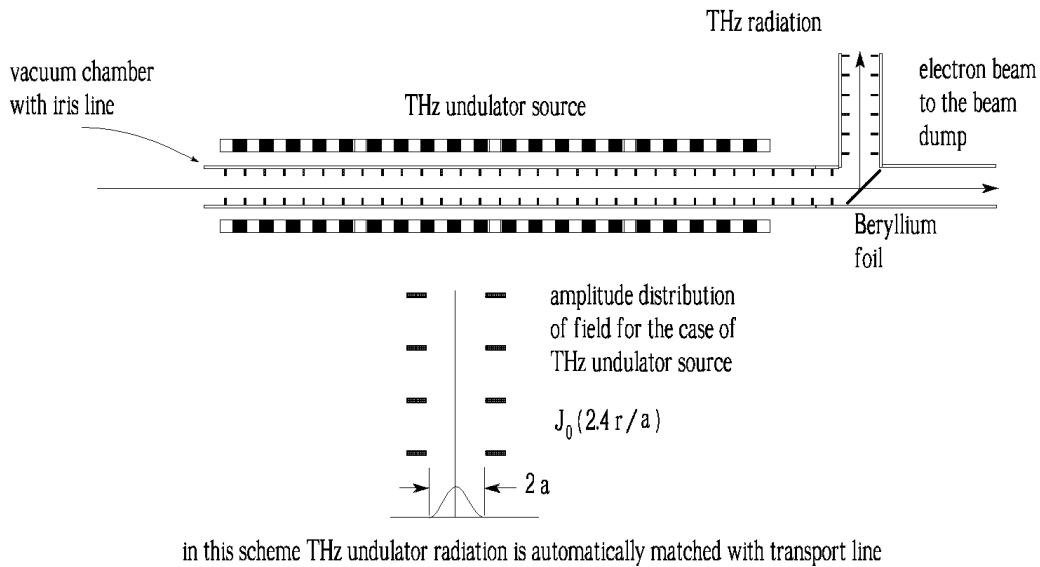 THz radiation
vacuum chamber
with iris line
THz undulator source
electron beam
to the beam
dump
Beryllium
foil
amplitude distribution
of field for the case of
THz undulator source
J₀(2.4 r/a)
2 a
in this scheme THz undulator radiation is automatically matched with transport line